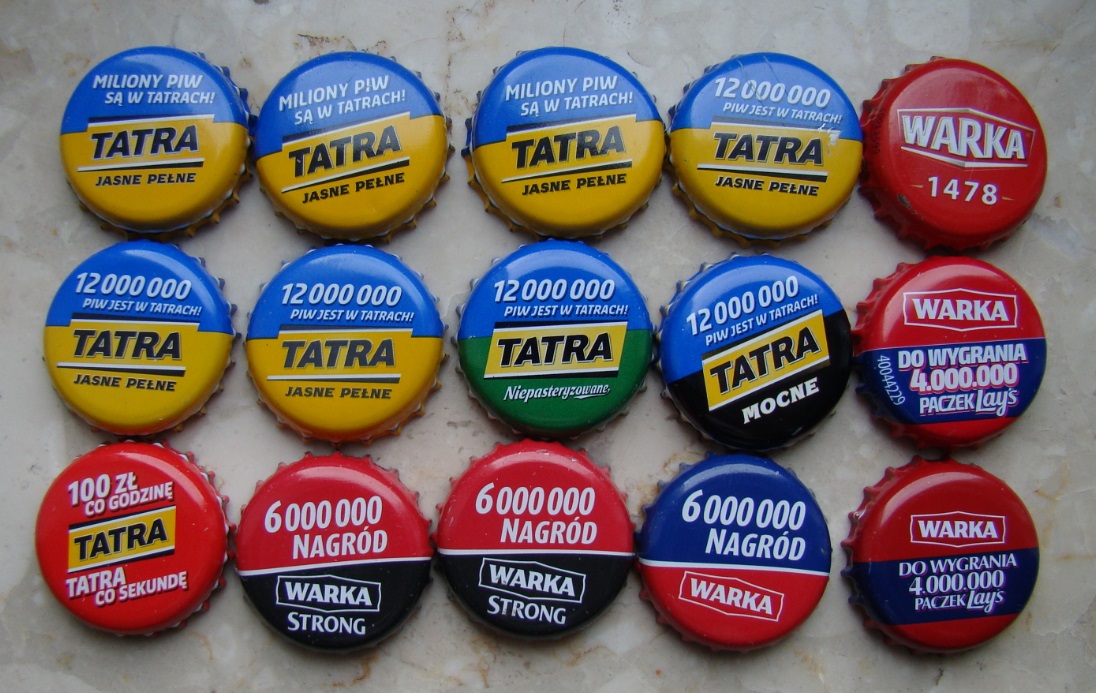 MILIONY PIW
SĄ W TATRACH!
TATRA
JASNE PEŁNE
MILIONY PIW
SĄ W TATRACH!
TATRA
JASNE PEŁNE
MILIONY PIW
SĄ W TATRACH!
TATRA
JASNE PEŁNE
12 000 000
PIW JEST W TATRACH!
TATRA
JASNE PEŁNE
WARKA
1478
12 000 000
PIW JEST W TATRACH!
TATRA
JASNE PEŁNE
12 000 000
PIW JEST W TATRACH!
TATRA
JASNE PEŁNE
12 000 000
PIW JEST W TATRACH!
TATRA
Niepasteryzowane
12 000 000
PIW JEST W TATRACH!
TATRA
MOCNE
WARKA
DO WYGRANIA
4.000.000
PACZEK Lay's
100 ZŁ
CO GODZINĘ
TATRA
TATRA
CO SEKUNDĘ
6 000 000
NAGRÓD
WARKA
STRONG
6 000 000
NAGRÓD
WARKA
STRONG
6 000 000
NAGRÓD
WARKA
WARKA
DO WYGRANIA
4.000.000
PACZEK Lay's